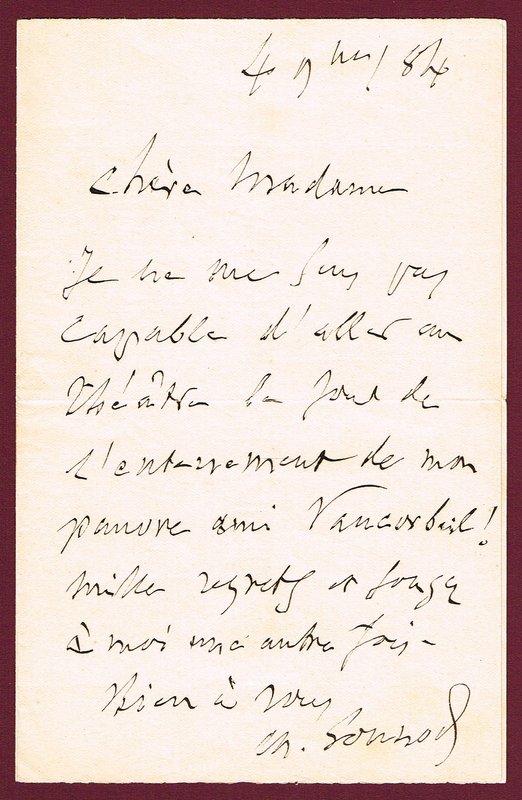 4 9bre/84
Chère Madame
Je ne me sens pas
capable d'aller au
théâtre le jour de
l'enterrement de mon
pauvre ami Vaucorbeil!
mille regrets et songez
à moi une autre fois.
Bien à vous
Ch. Gounod